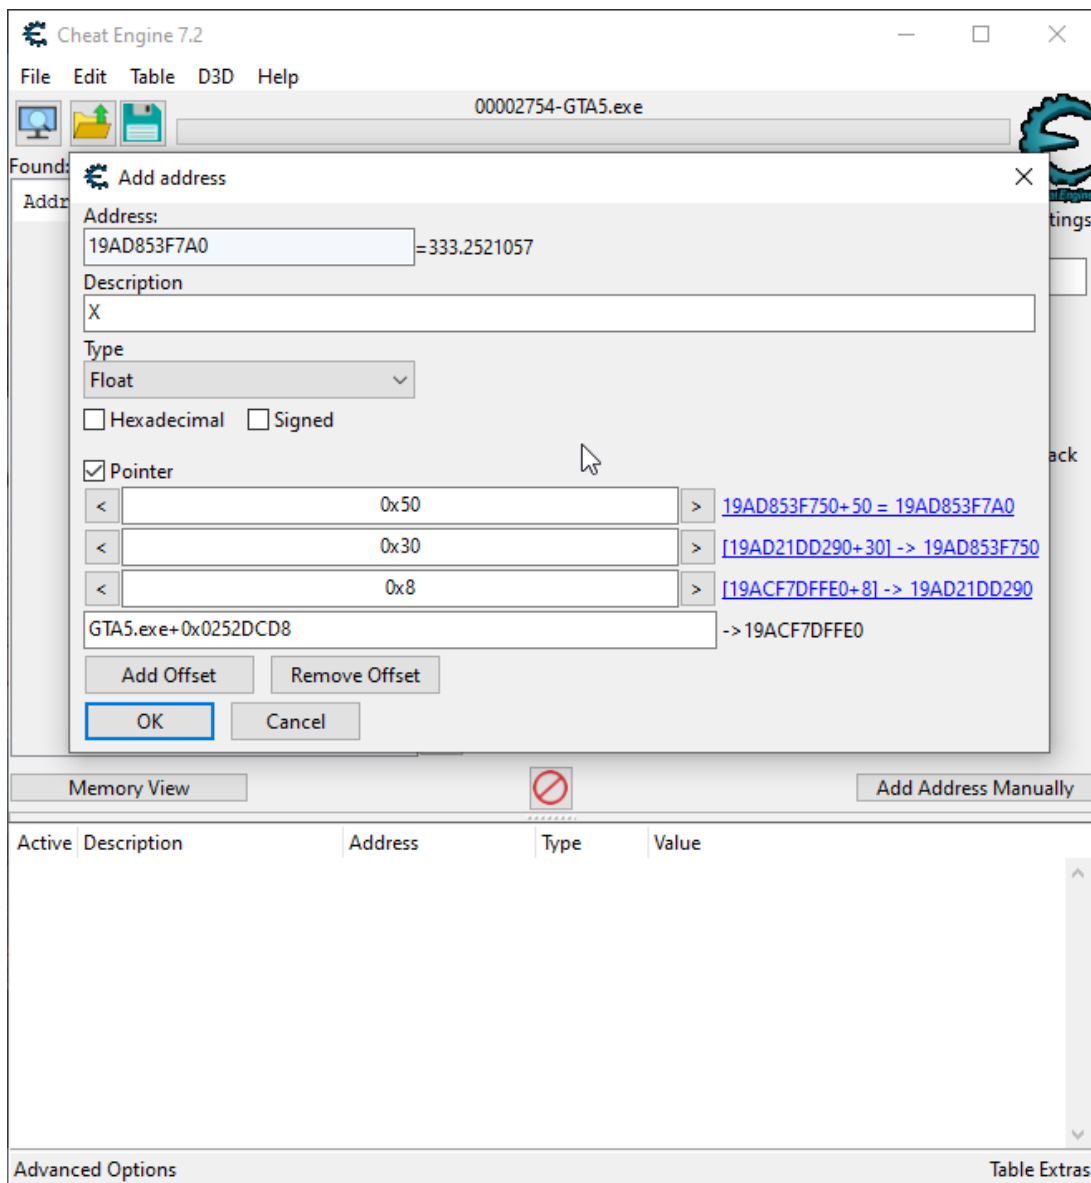 Cheat Engine 7.2
File Edit Table D3D Help
00002754-GTA5.exe
Found:
Add address
Addr
Address:
tings
19AD853F7A0 =333.2521057
Description
X
Type
Float
Hexadecimal Signed
ack
Pointer
< 0x50 > 19AD853F750+50 = 19AD853F7A0
< 0x30 > [19AD21DD290+30] -> 19AD853F750
< 0x8 > [19ACF7DFFE0+8] -> 19AD21DD290
GTA5.exe+0x0252DCD8 ->19ACF7DFFE0
Add Offset Remove Offset
OK Cancel
Memory View Add Address Manually
Active Description Address Type Value
Advanced Options Table Extras